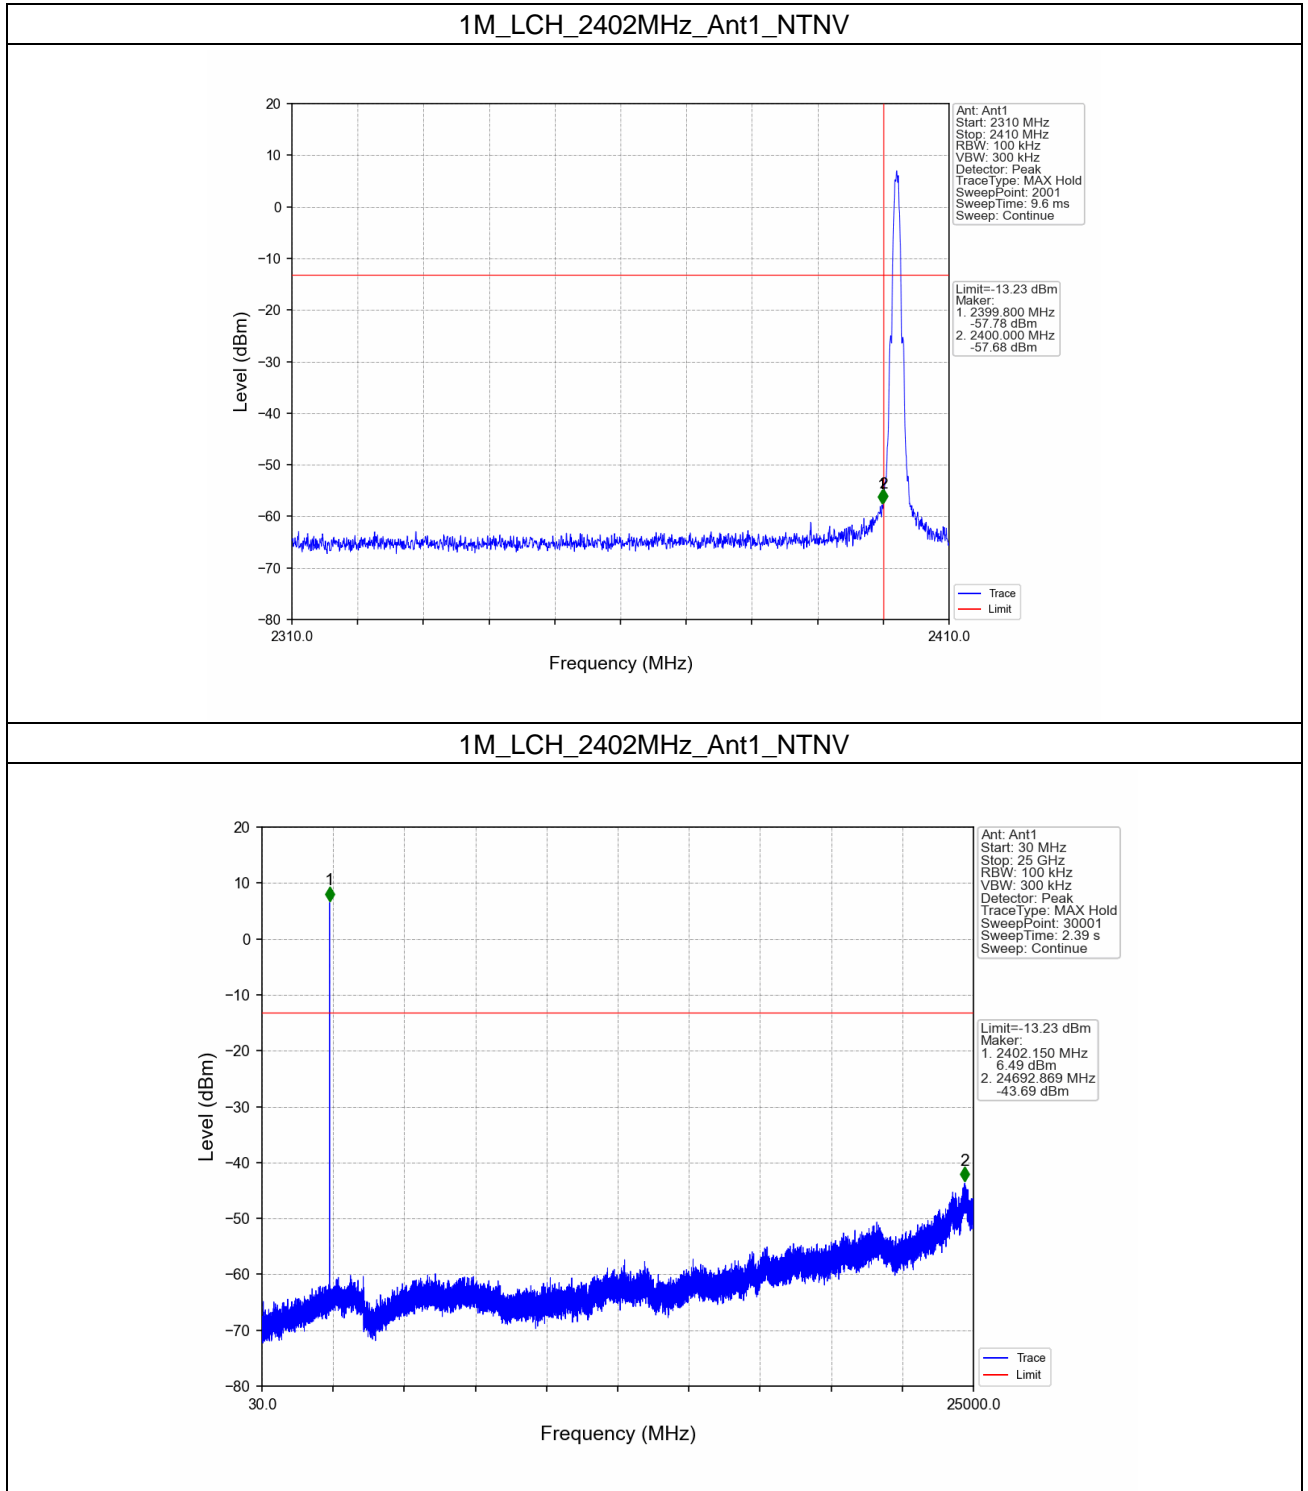 1M_LCH_2402MHz_Ant1_NTNV
20
10
0
−10
−20
−30
−40
−50
−60
−70
−80
Level (dBm)
2310.0
2410.0
Frequency (MHz)
1
2
Ant: Ant1
Start: 2310 MHz
Stop: 2410 MHz
RBW: 100 kHz
VBW: 300 kHz
Detector: Peak
TraceType: MAX Hold
SweepPoint: 2001
SweepTime: 9.6 ms
Sweep: Continue
Limit=-13.23 dBm
Maker:
1. 2399.800 MHz
-57.78 dBm
2. 2400.000 MHz
-57.68 dBm
Trace
Limit
1M_LCH_2402MHz_Ant1_NTNV
20
10
0
−10
−20
−30
−40
−50
−60
−70
−80
Level (dBm)
30.0
25000.0
Frequency (MHz)
1
2
Ant: Ant1
Start: 30 MHz
Stop: 25 GHz
RBW: 100 kHz
VBW: 300 kHz
Detector: Peak
TraceType: MAX Hold
SweepPoint: 30001
SweepTime: 2.39 s
Sweep: Continue
Limit=-13.23 dBm
Maker:
1. 2402.150 MHz
6.49 dBm
2. 24692.869 MHz
-43.69 dBm
Trace
Limit